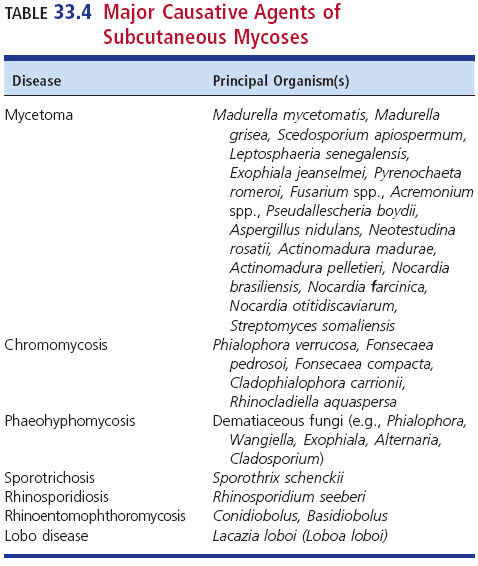 TABLE 33.4 Major Causative Agents of
Subcutaneous Mycoses
Disease Principal Organism(s)
Mycetoma Madurella mycetomatis, Madurella
grisea, Scedosporium apiospermum,
Leptosphaeria senegalensis,
Exophiala jeanselmei, Pyrenochaeta
romeroi, Fusarium spp., Acremonium
spp., Pseudallescheria boydii,
Aspergillus nidulans, Neotestudina
rosatii, Actinomadura madurae,
Actinomadura pelletieri, Nocardia
brasiliensis, Nocardia farcinica,
Nocardia otitidiscaviarum,
Streptomyces somaliensis
Chromomycosis Phialophora verrucosa, Fonsecaea
pedrosoi, Fonsecaea compacta,
Cladophialophora carrionii,
Rhinocladiella aquaspersa
Phaeohyphomycosis Dematiaceous fungi (e.g., Phialophora,
Wangiella, Exophiala, Alternaria,
Cladosporium)
Sporotrichosis Sporothrix schenckii
Rhinosporidiosis Rhinosporidium seeberi
Rhinoentomophthoromycosis Conidiobolus, Basidiobolus
Lobo disease Lacazia loboi (Loboa loboi)